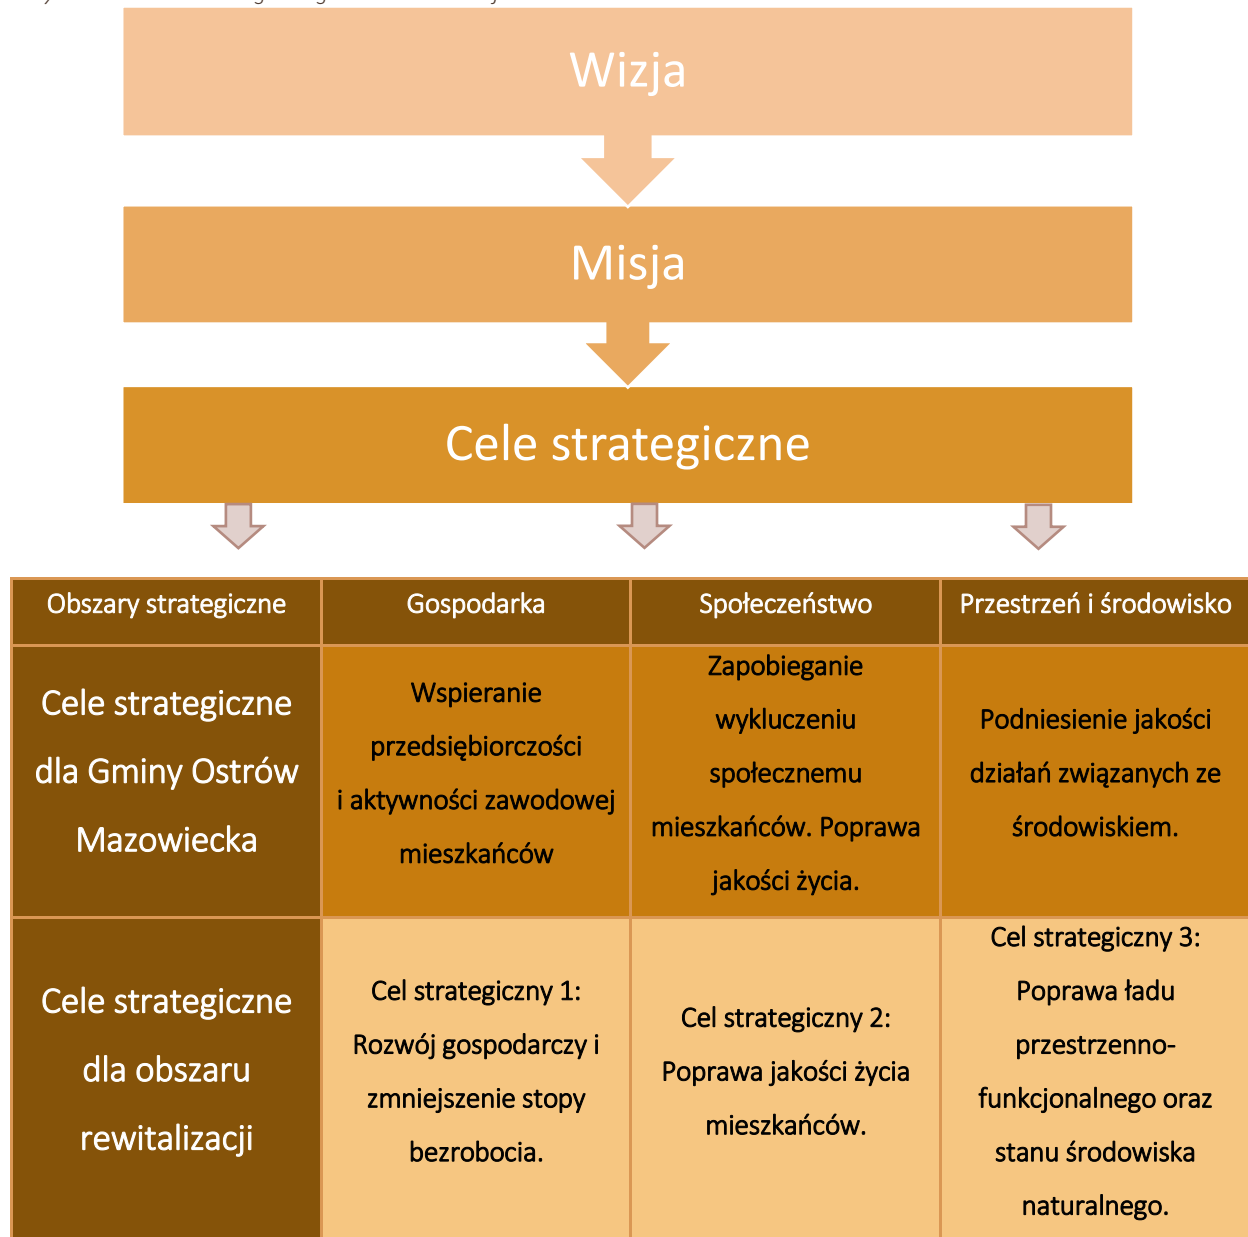 Wizja
Misja
Cele strategiczne
Obszary strategiczne
Gospodarka
Społeczeństwo
Przestrzeń i środowisko
Cele strategiczne
dla Gminy Ostrów
Mazowiecka
Wspieranie
przedsiębiorczości
i aktywności zawodowej
mieszkańców
Zapobieganie
wykluczeniu
społecznemu
mieszkańców. Poprawa
jakości życia.
Podniesienie jakości
działań związanych ze
środowiskiem.
Cele strategiczne
dla obszaru
rewitalizacji
Cel strategiczny 1:
Rozwój gospodarczy i
zmniejszenie stopy
bezrobocia.
Cel strategiczny 2:
Poprawa jakości życia
mieszkańców.
Cel strategiczny 3:
Poprawa ładu
przestrzenno-
funkcjonalnego oraz
stanu środowiska
naturalnego.